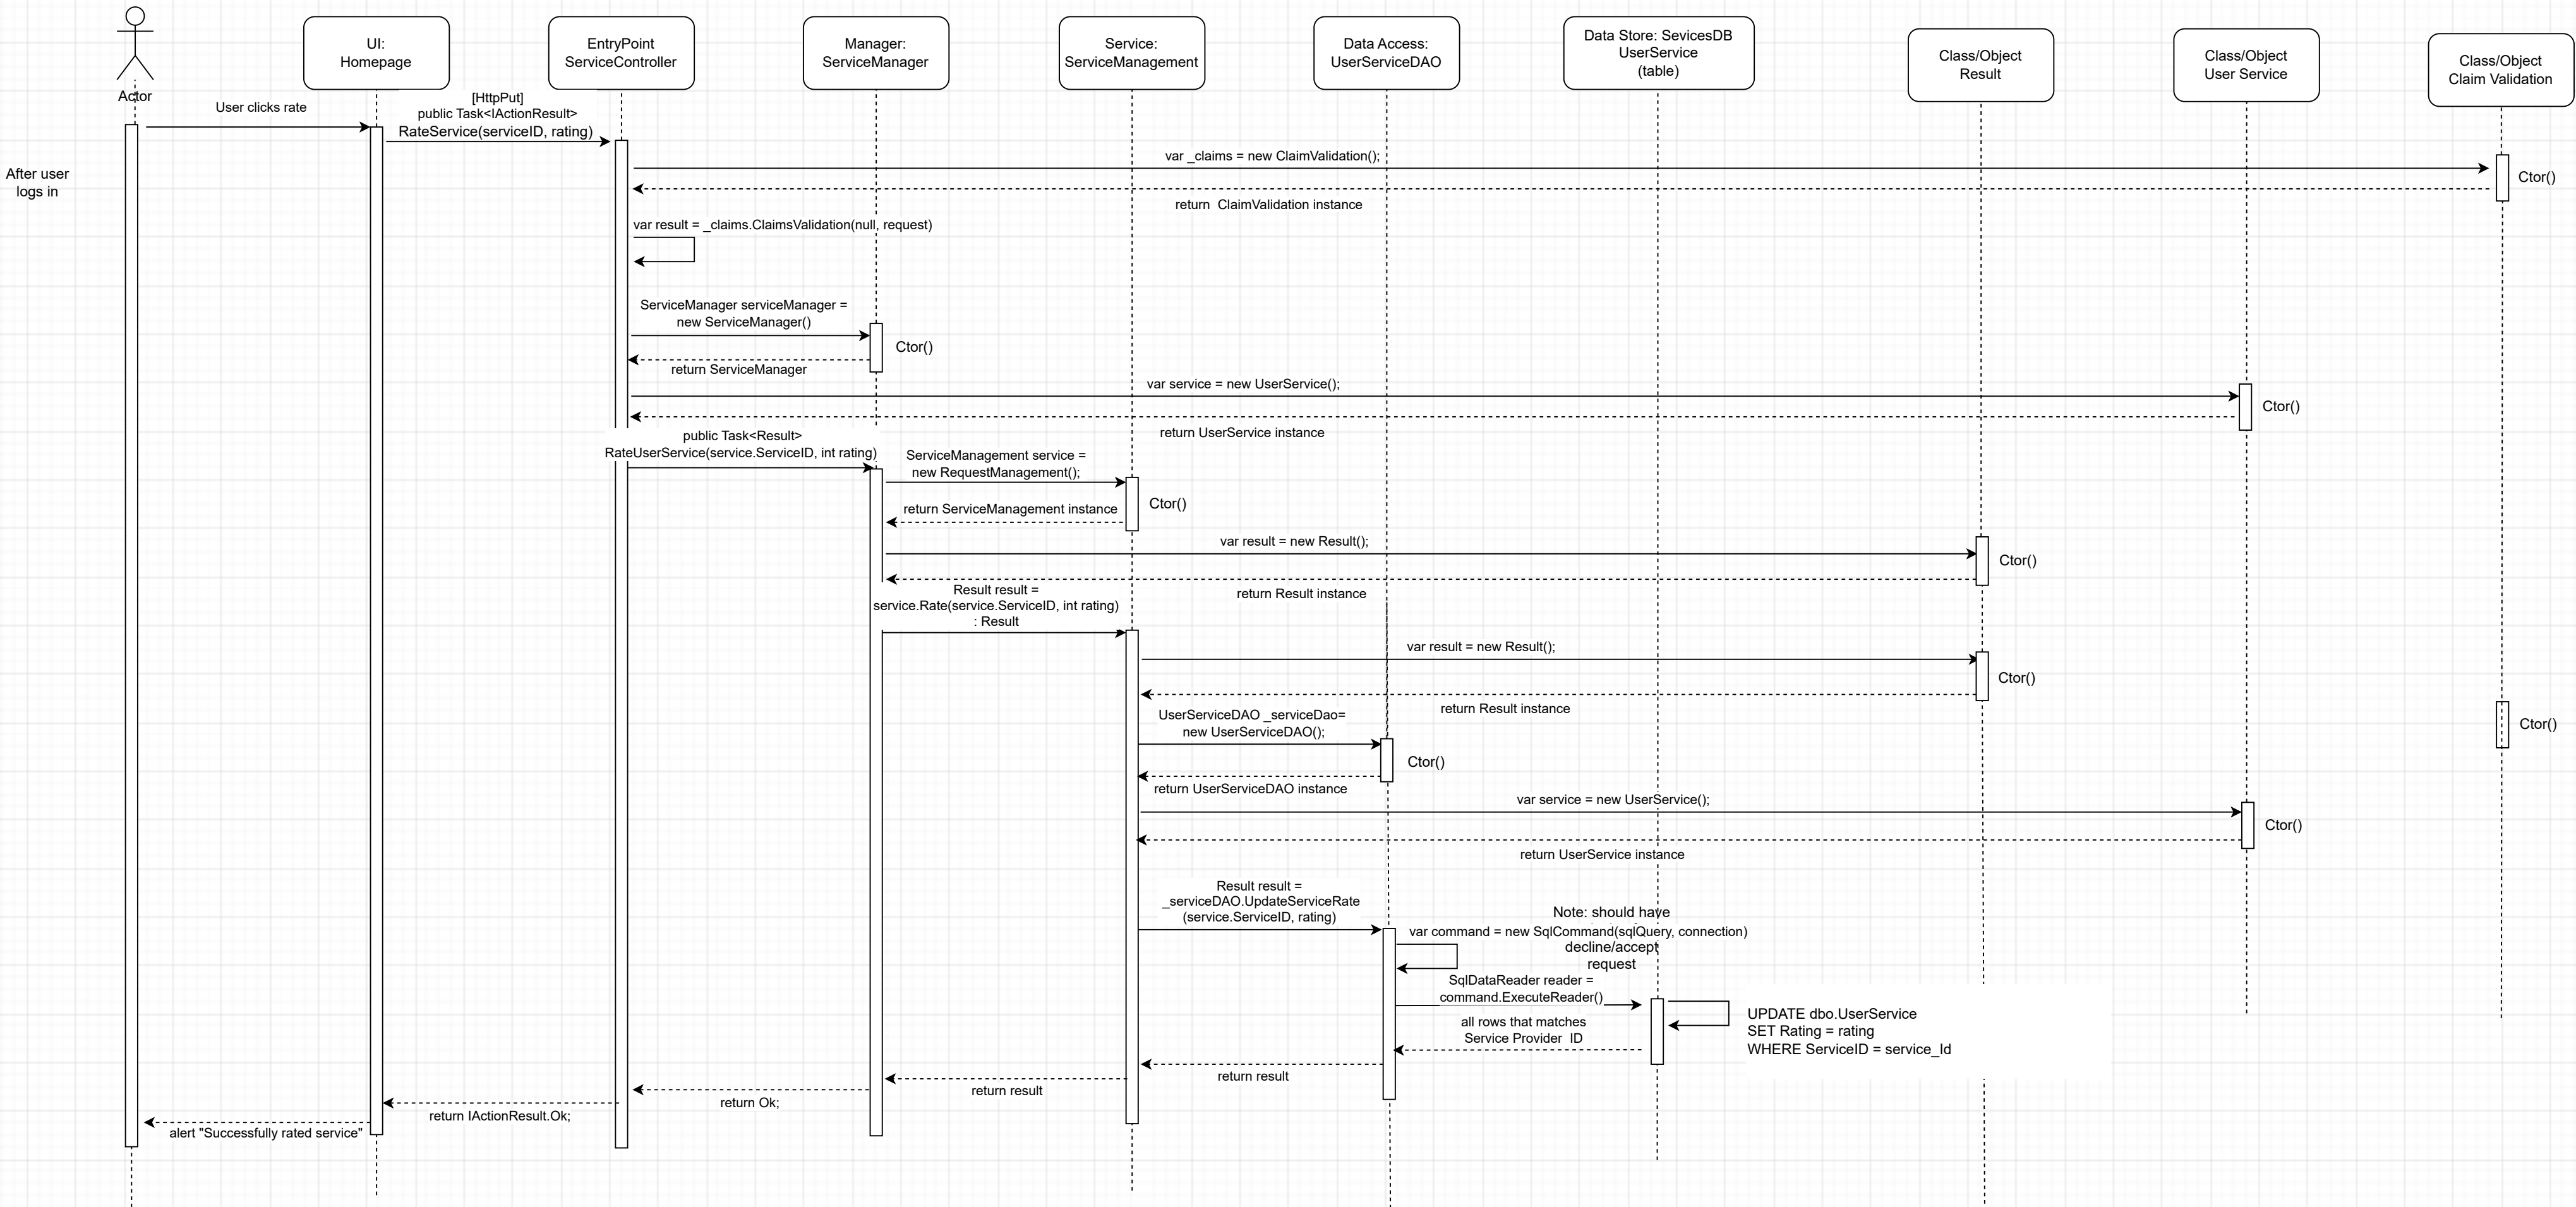 Actor
UI:
Homepage
EntryPoint
ServiceController
Manager:
ServiceManager
Service:
ServiceManagement
Data Access:
UserServiceDAO
Data Store: SevicesDB
UserService
(table)
Class/Object
Result
Class/Object
User Service
Class/Object
Claim Validation
User clicks rate
[HttpPut]
public Task<IActionResult>
RateService(serviceID, rating)
After user
logs in
var _claims = new ClaimValidation();
Ctor()
return  ClaimValidation instance
var result = _claims.ClaimsValidation(null, request)
ServiceManager serviceManager =
new ServiceManager()
Ctor()
return ServiceManager
var service = new UserService();
Ctor()
return UserService instance
public Task<Result>
RateUserService(service.ServiceID, int rating)
ServiceManagement service =
new RequestManagement();
Ctor()
return ServiceManagement instance
var result = new Result();
Ctor()
return Result instance
Result result =
service.Rate(service.ServiceID, int rating)
: Result
var result = new Result();
Ctor()
return Result instance
UserServiceDAO _serviceDao=
new UserServiceDAO();
Ctor()
Ctor()
return UserServiceDAO instance
var service = new UserService();
Ctor()
return UserService instance
Result result =
_serviceDAO.UpdateServiceRate
(service.ServiceID, rating)
Note: should have
var command = new SqlCommand(sqlQuery, connection)
decline/accept
request
SqlDataReader reader =
command.ExecuteReader()
all rows that matches
Service Provider  ID
UPDATE dbo.UserService
SET Rating = rating
WHERE ServiceID = service_Id
return result
return result
return Ok;
return IActionResult.Ok;
alert "Successfully rated service"